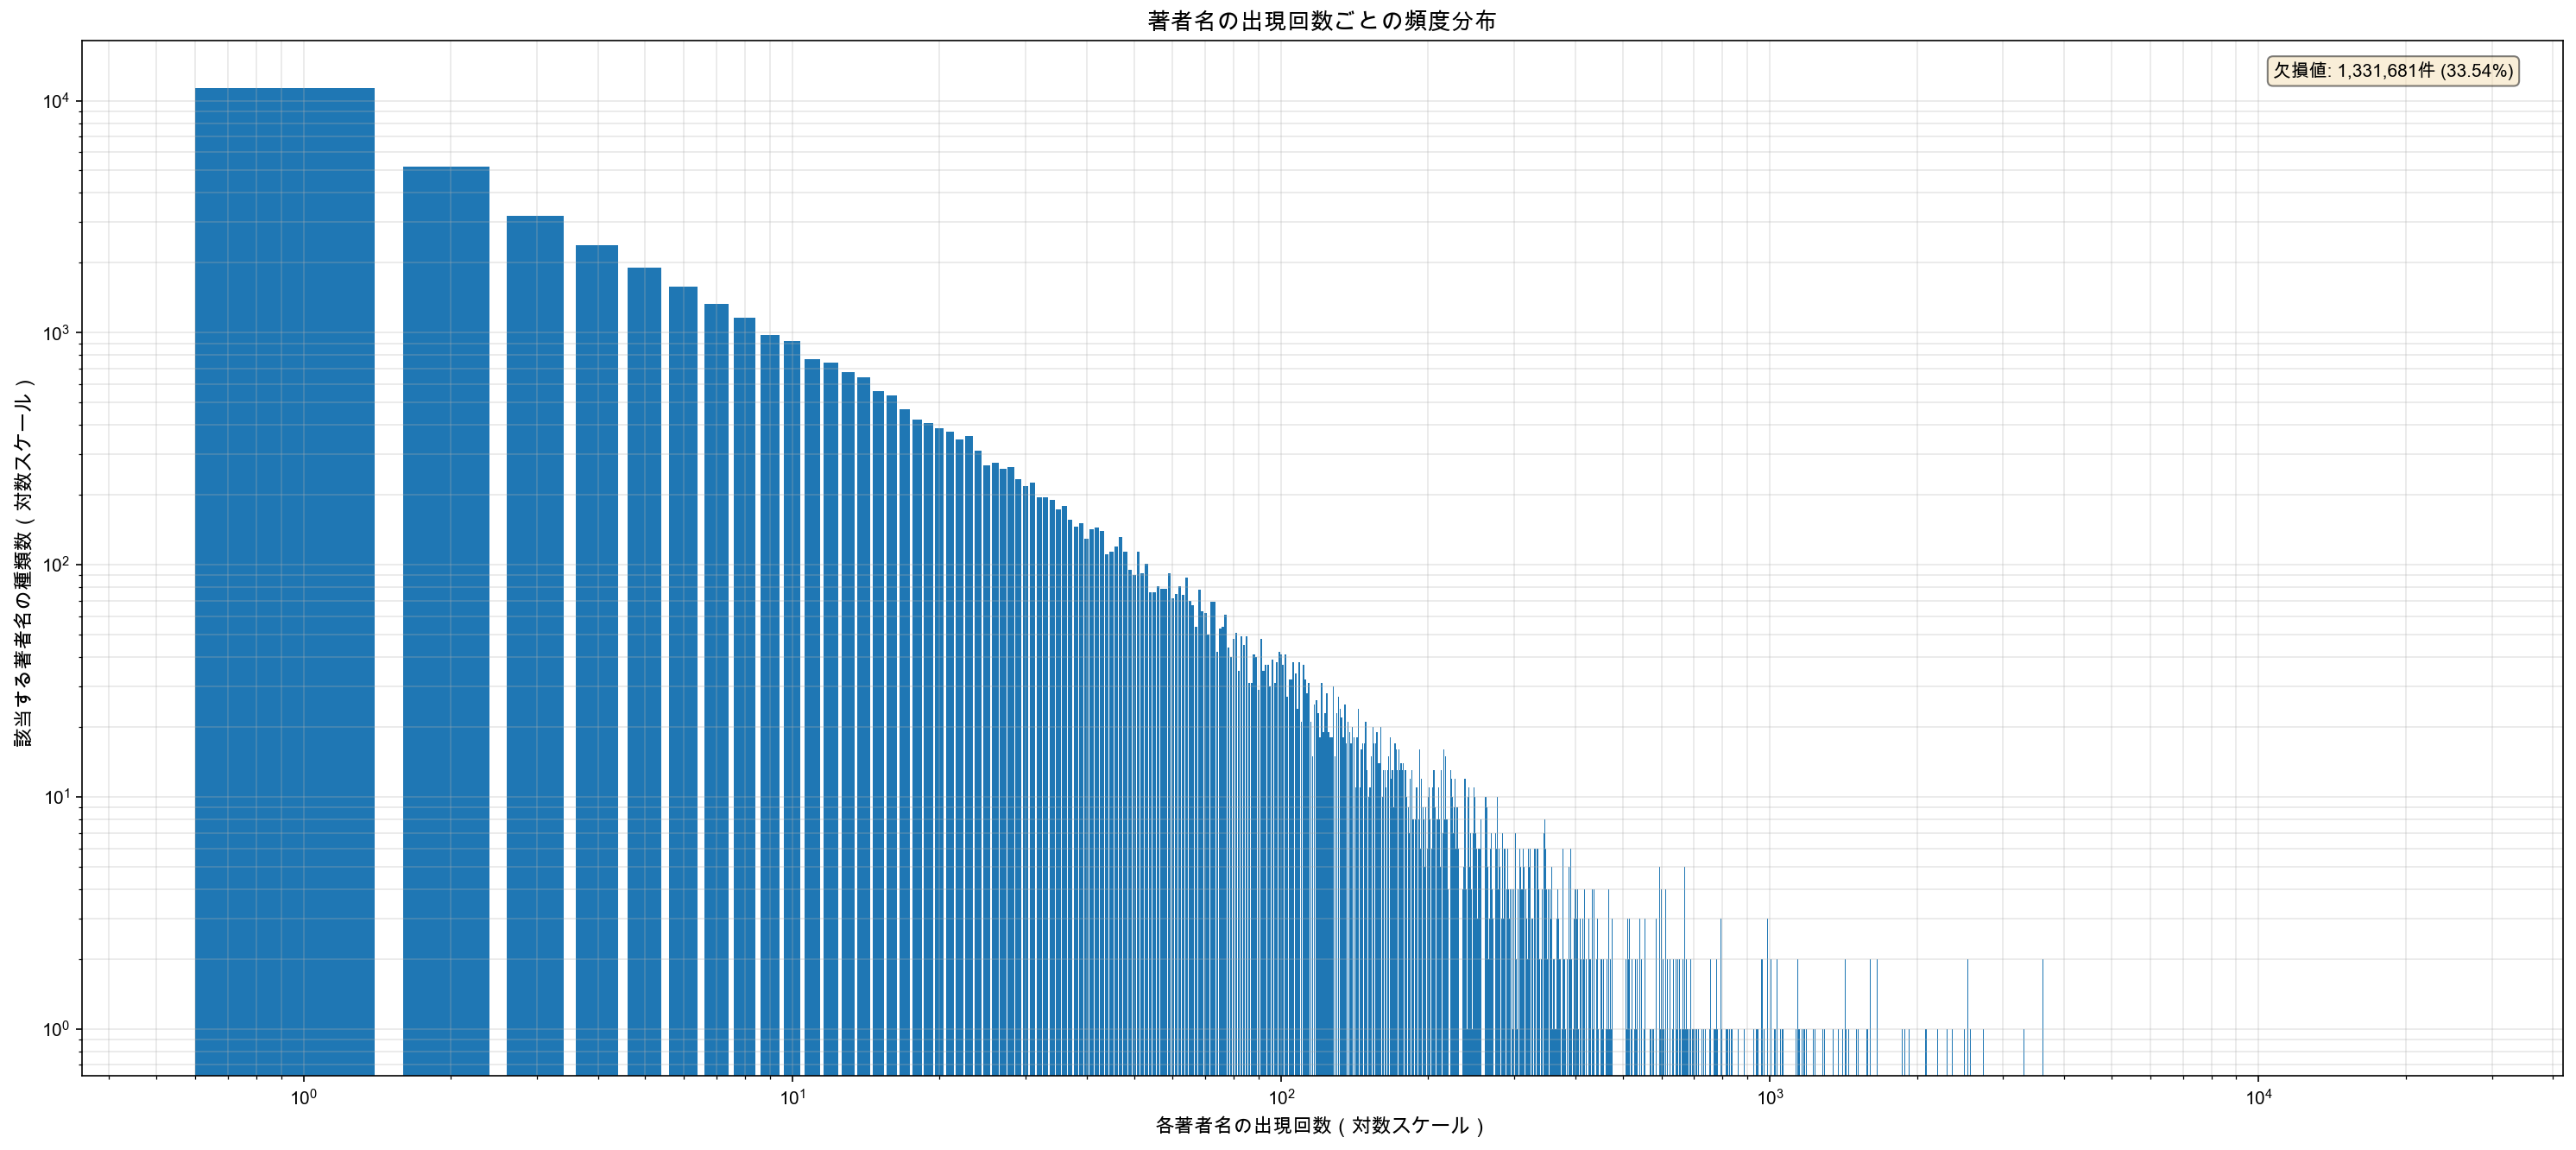 著者名の出現回数ごとの頻度分布
欠損値: 1,331,681件 (33.54%)
該当する著者名の種類数 ( 対数スケール )
10⁴
10³
10²
10¹
10⁰
10⁰ 10¹ 10² 10³ 10⁴
各著者名の出現回数 ( 対数スケール )